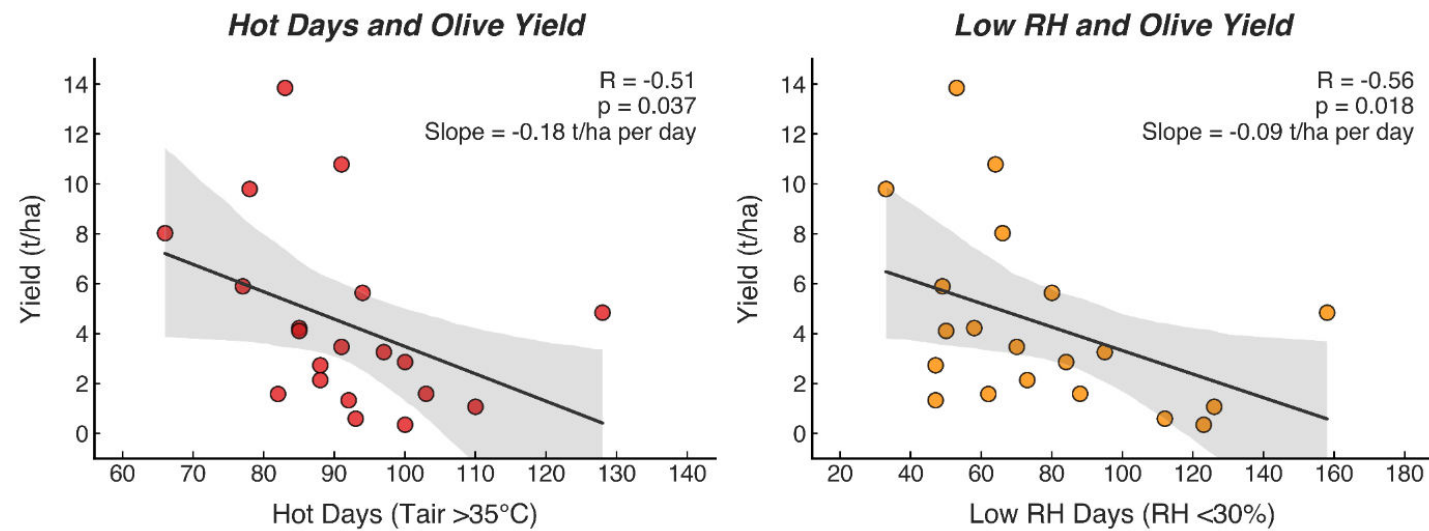 Hot Days and Olive Yield
R = -0.51
p = 0.037
Slope = -0.18 t/ha per day
Yield (t/ha)
14
12
10
8
6
4
2
0
60 70 80 90 100 110 120 130 140
Hot Days (Tair >35°C)
Low RH and Olive Yield
R = -0.56
p = 0.018
Slope = -0.09 t/ha per day
Yield (t/ha)
14
12
10
8
6
4
2
0
20 40 60 80 100 120 140 160 180
Low RH Days (RH <30%)